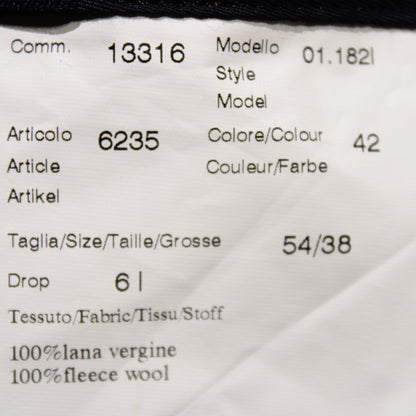 Comm. 13316 Modello 01.182l
Style
Model
Articolo 6235 Colore/Colour 42
Article Couleur/Farbe
Artikel
Taglia/Size/Taille/Grosse 54/38
Drop 6 l
Tessuto/Fabric/Tissu/Stoff
100%lana vergine
100%fleece wool